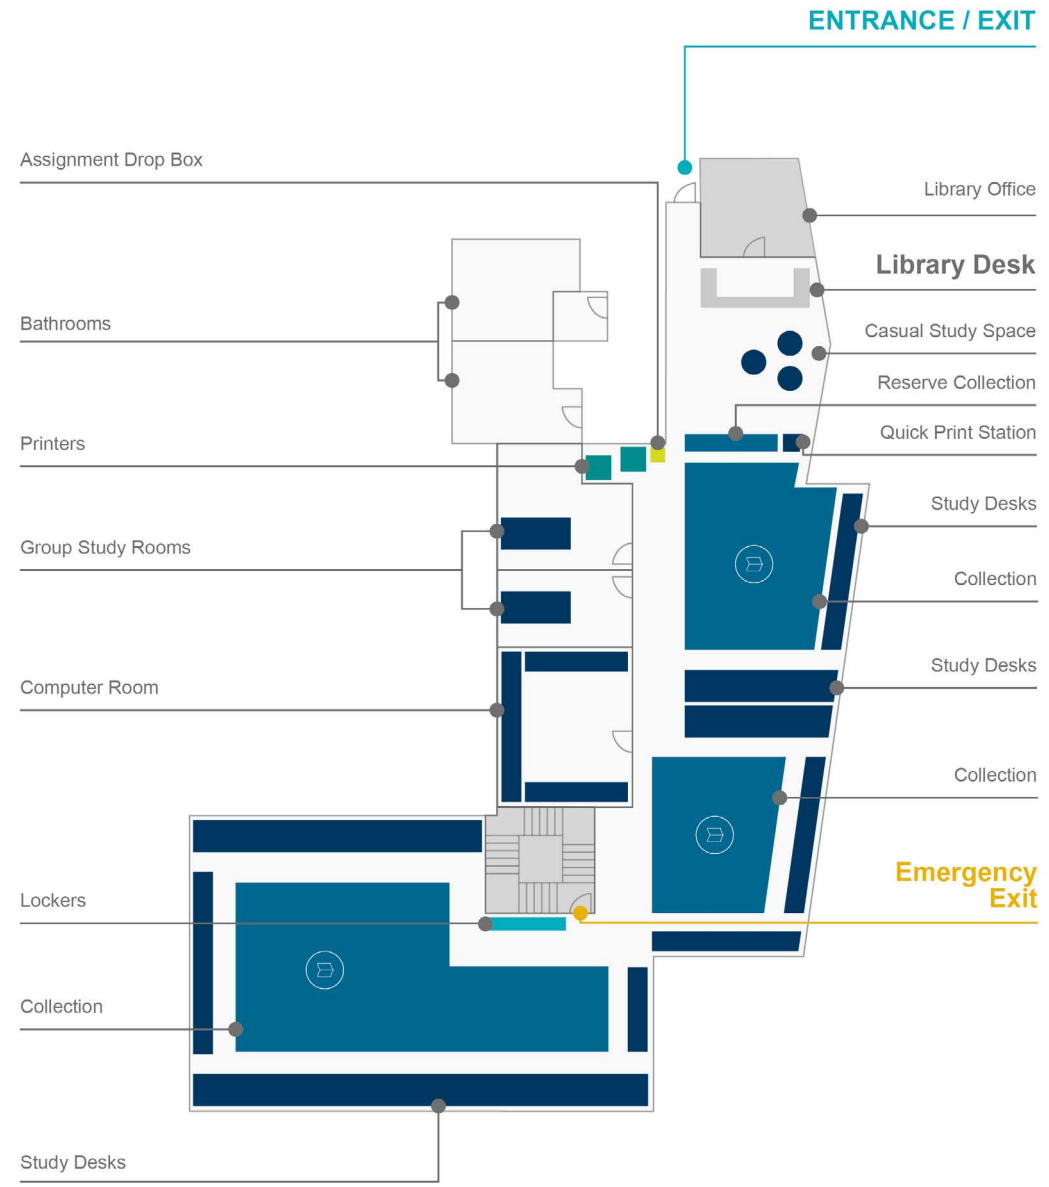 ENTRANCE / EXIT
Assignment Drop Box
Library Office
Library Desk
Bathrooms
Casual Study Space
Reserve Collection
Printers
Quick Print Station
Study Desks
Group Study Rooms
Collection
Study Desks
Computer Room
Collection
Emergency
Exit
Lockers
Collection
Study Desks